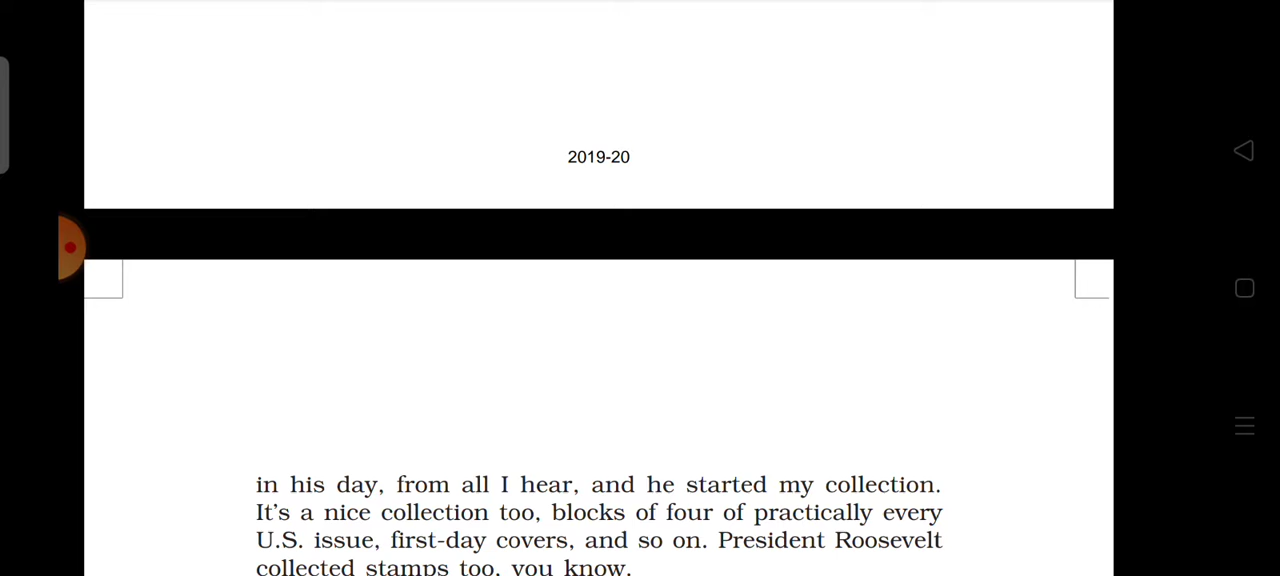 2019-20
in his day, from all I hear, and he started my collection.
It's a nice collection too, blocks of four of practically every
U.S. issue, first-day covers, and so on. President Roosevelt
collected stamps too, you know.